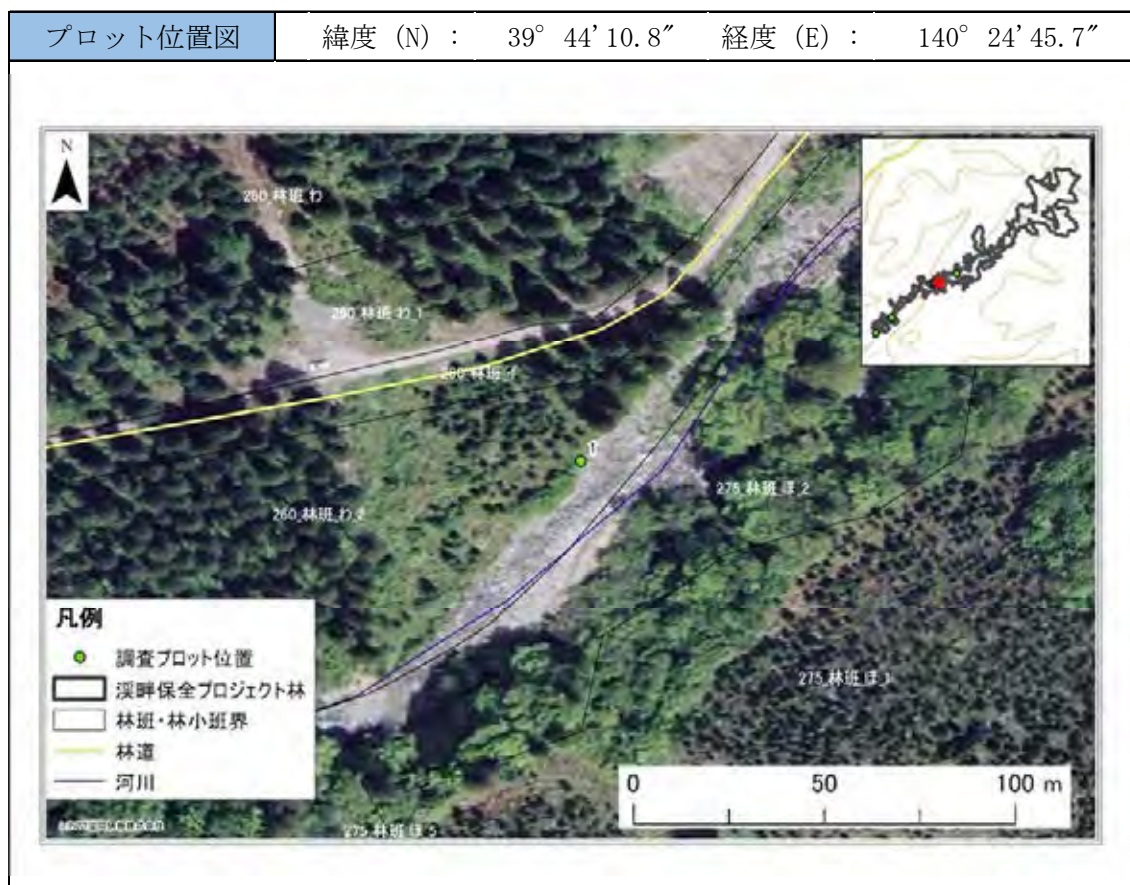 プロット位置図 緯度 (N) : 39° 44' 10.8″ 経度 (E) : 140° 24' 45.7″
N
260_林班_わ
260_林班_わ_1
260_林班_イ
1
275_林班_ほ_2
260_林班_わ_2
275_林班_ほ_1
275_林班_ほ_5
凡例
調査プロット位置
渓畔保全プロジェクト林
林班・林小班界
林道
河川
0 50 100 m